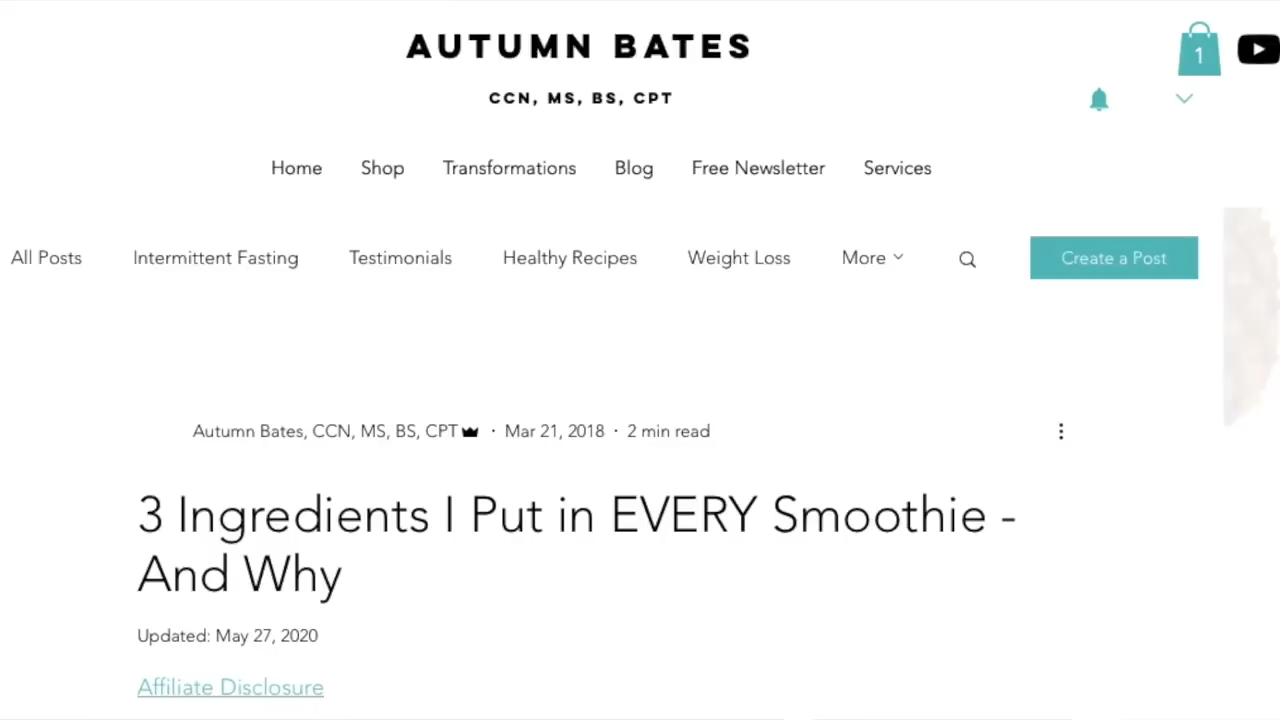 AUTUMN BATES
1
CCN, MS, BS, CPT
Home Shop Transformations Blog Free Newsletter Services
All Posts Intermittent Fasting Testimonials Healthy Recipes Weight Loss More Create a Post
Autumn Bates, CCN, MS, BS, CPT · Mar 21, 2018 · 2 min read
3 Ingredients I Put in EVERY Smoothie -
And Why
Updated: May 27, 2020
Affiliate Disclosure